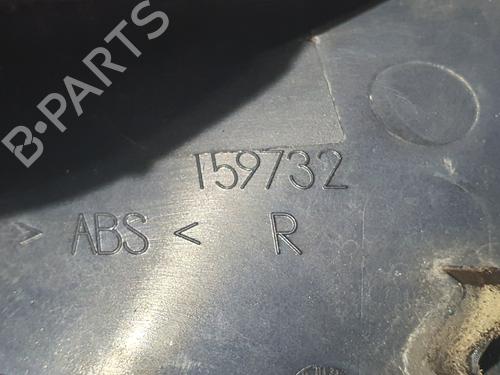 B-PARTS
159732
> ABS < R